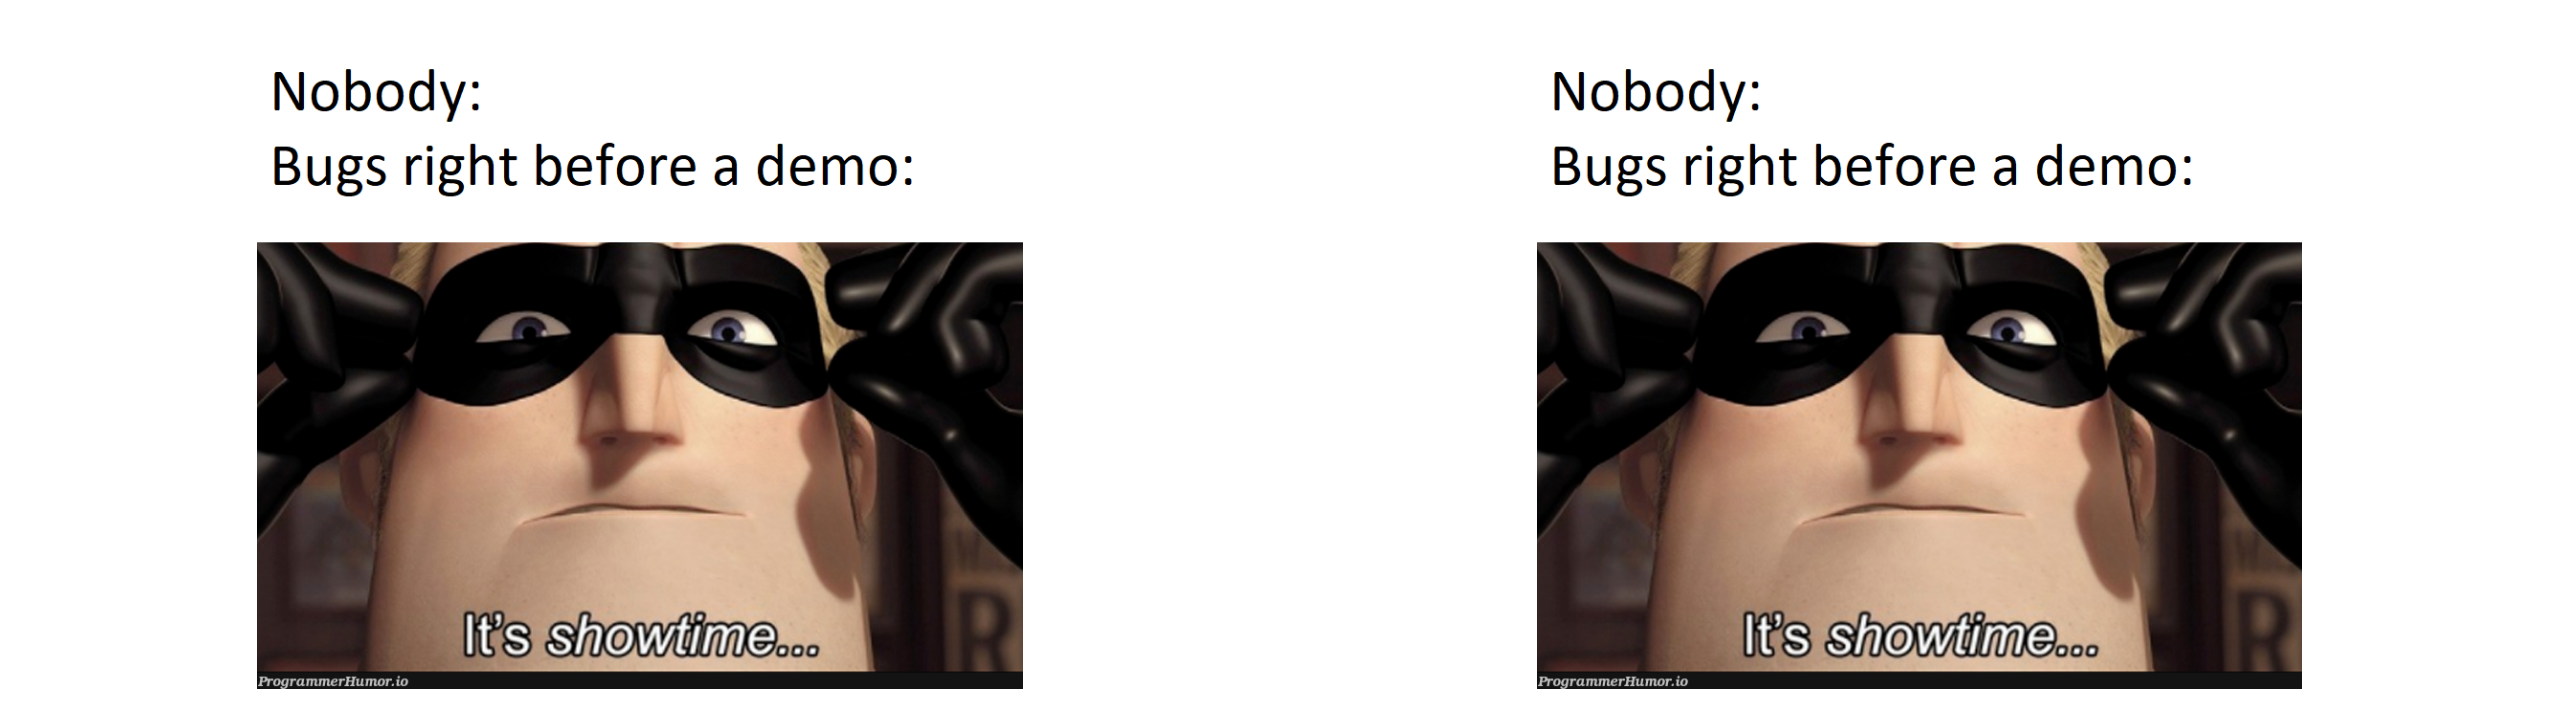 Nobody:
Bugs right before a demo:
It's showtime...
R
ProgrammerHumor.io
Nobody:
Bugs right before a demo:
It's showtime...
R
ProgrammerHumor.io